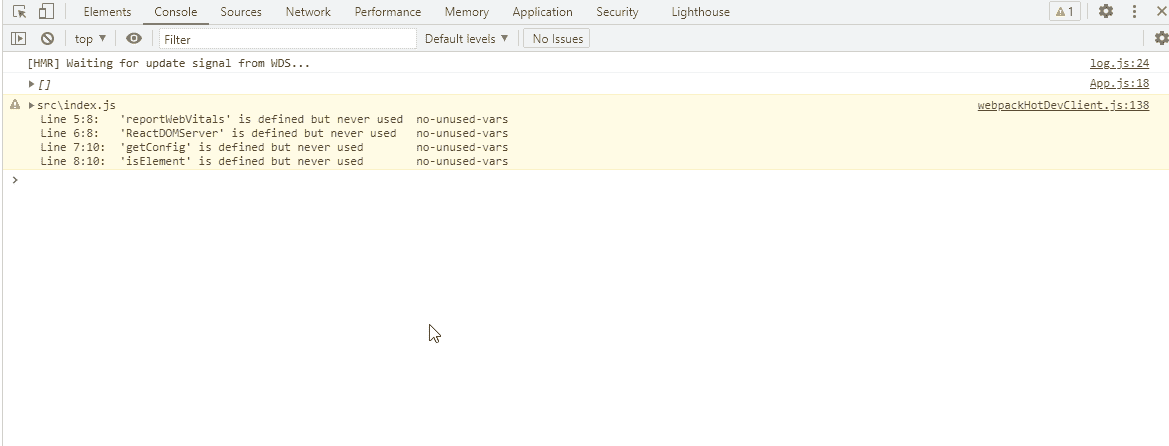 Elements Console Sources Network Performance Memory Application Security Lighthouse 1
top Filter Default levels No Issues
[HMR] Waiting for update signal from WDS... log.js:24
[] App.js:18
src\index.js webpackHotDevClient.js:138
Line 5:8: 'reportWebVitals' is defined but never used no-unused-vars
Line 6:8: 'ReactDOMServer' is defined but never used no-unused-vars
Line 7:10: 'getConfig' is defined but never used no-unused-vars
Line 8:10: 'isElement' is defined but never used no-unused-vars
>